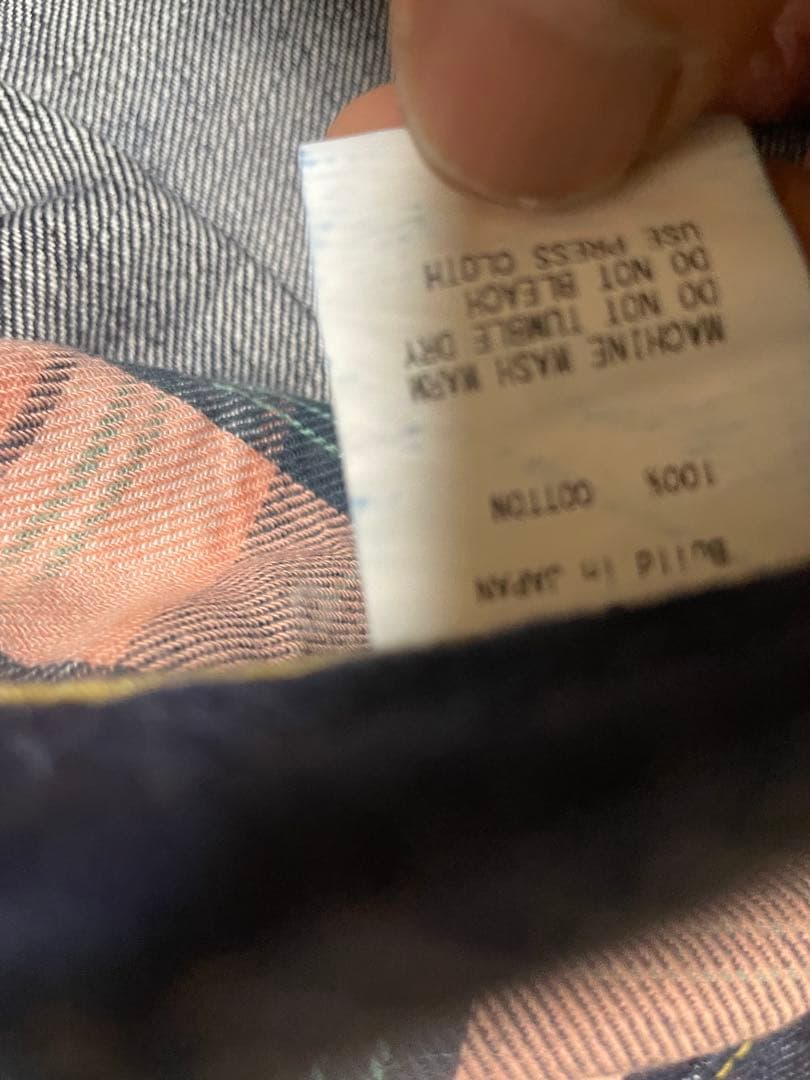 Build in JAPAN
100% COTTON
MACHINE WASH WARM
DO NOT TUMBLE DRY
DO NOT BLEACH
USE PRESS CLOTH